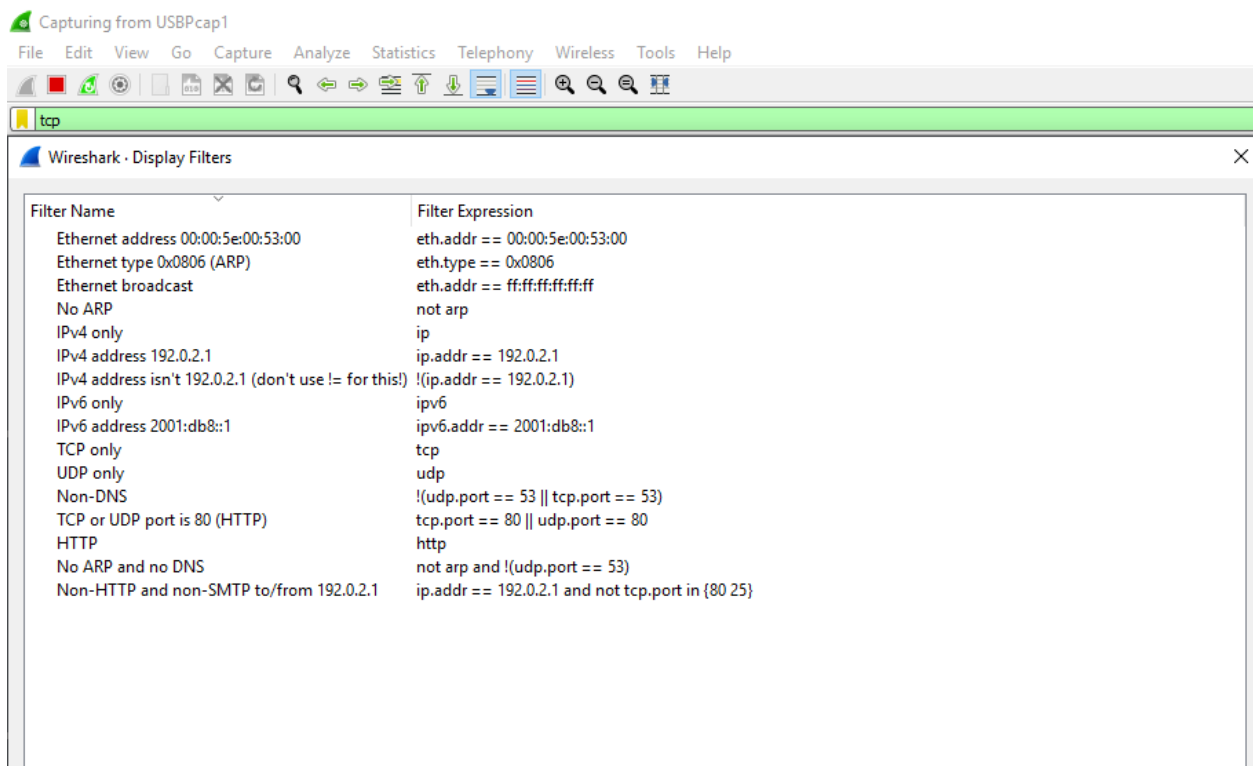 Capturing from USBPcap1
File Edit View Go Capture Analyze Statistics Telephony Wireless Tools Help
tcp
Wireshark · Display Filters
Filter Name Filter Expression
Ethernet address 00:00:5e:00:53:00 eth.addr == 00:00:5e:00:53:00
Ethernet type 0x0806 (ARP) eth.type == 0x0806
Ethernet broadcast eth.addr == ff:ff:ff:ff:ff:ff
No ARP not arp
IPv4 only ip
IPv4 address 192.0.2.1 ip.addr == 192.0.2.1
IPv4 address isn't 192.0.2.1 (don't use != for this!) !(ip.addr == 192.0.2.1)
IPv6 only ipv6
IPv6 address 2001:db8::1 ipv6.addr == 2001:db8::1
TCP only tcp
UDP only udp
Non-DNS !(udp.port == 53 || tcp.port == 53)
TCP or UDP port is 80 (HTTP) tcp.port == 80 || udp.port == 80
HTTP http
No ARP and no DNS not arp and !(udp.port == 53)
Non-HTTP and non-SMTP to/from 192.0.2.1 ip.addr == 192.0.2.1 and not tcp.port in {80 25}